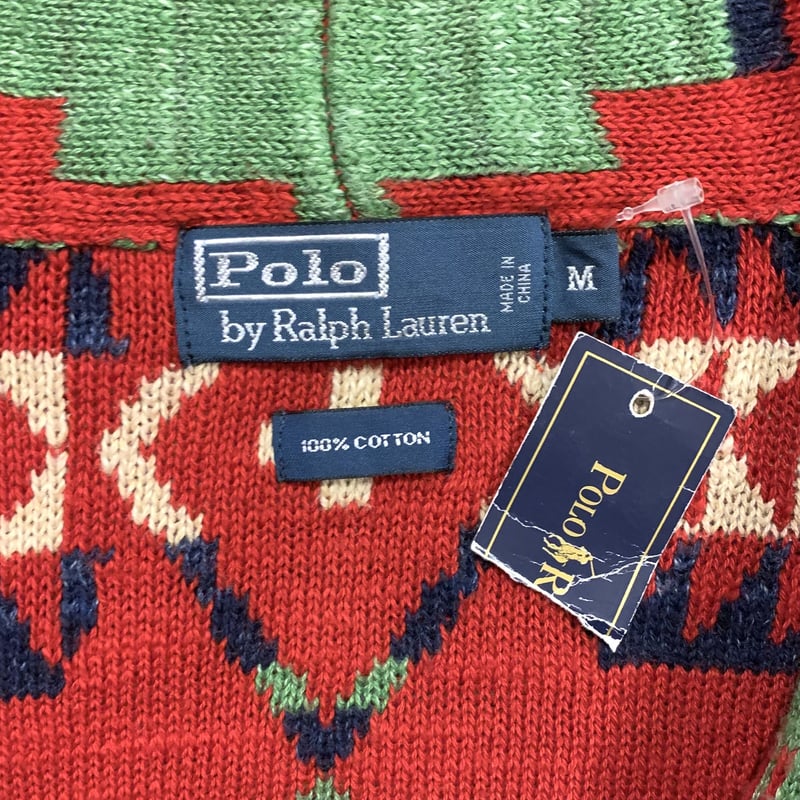 Polo
by Ralph Lauren
MADE IN
CHINA
M
100% COTTON
POLO R